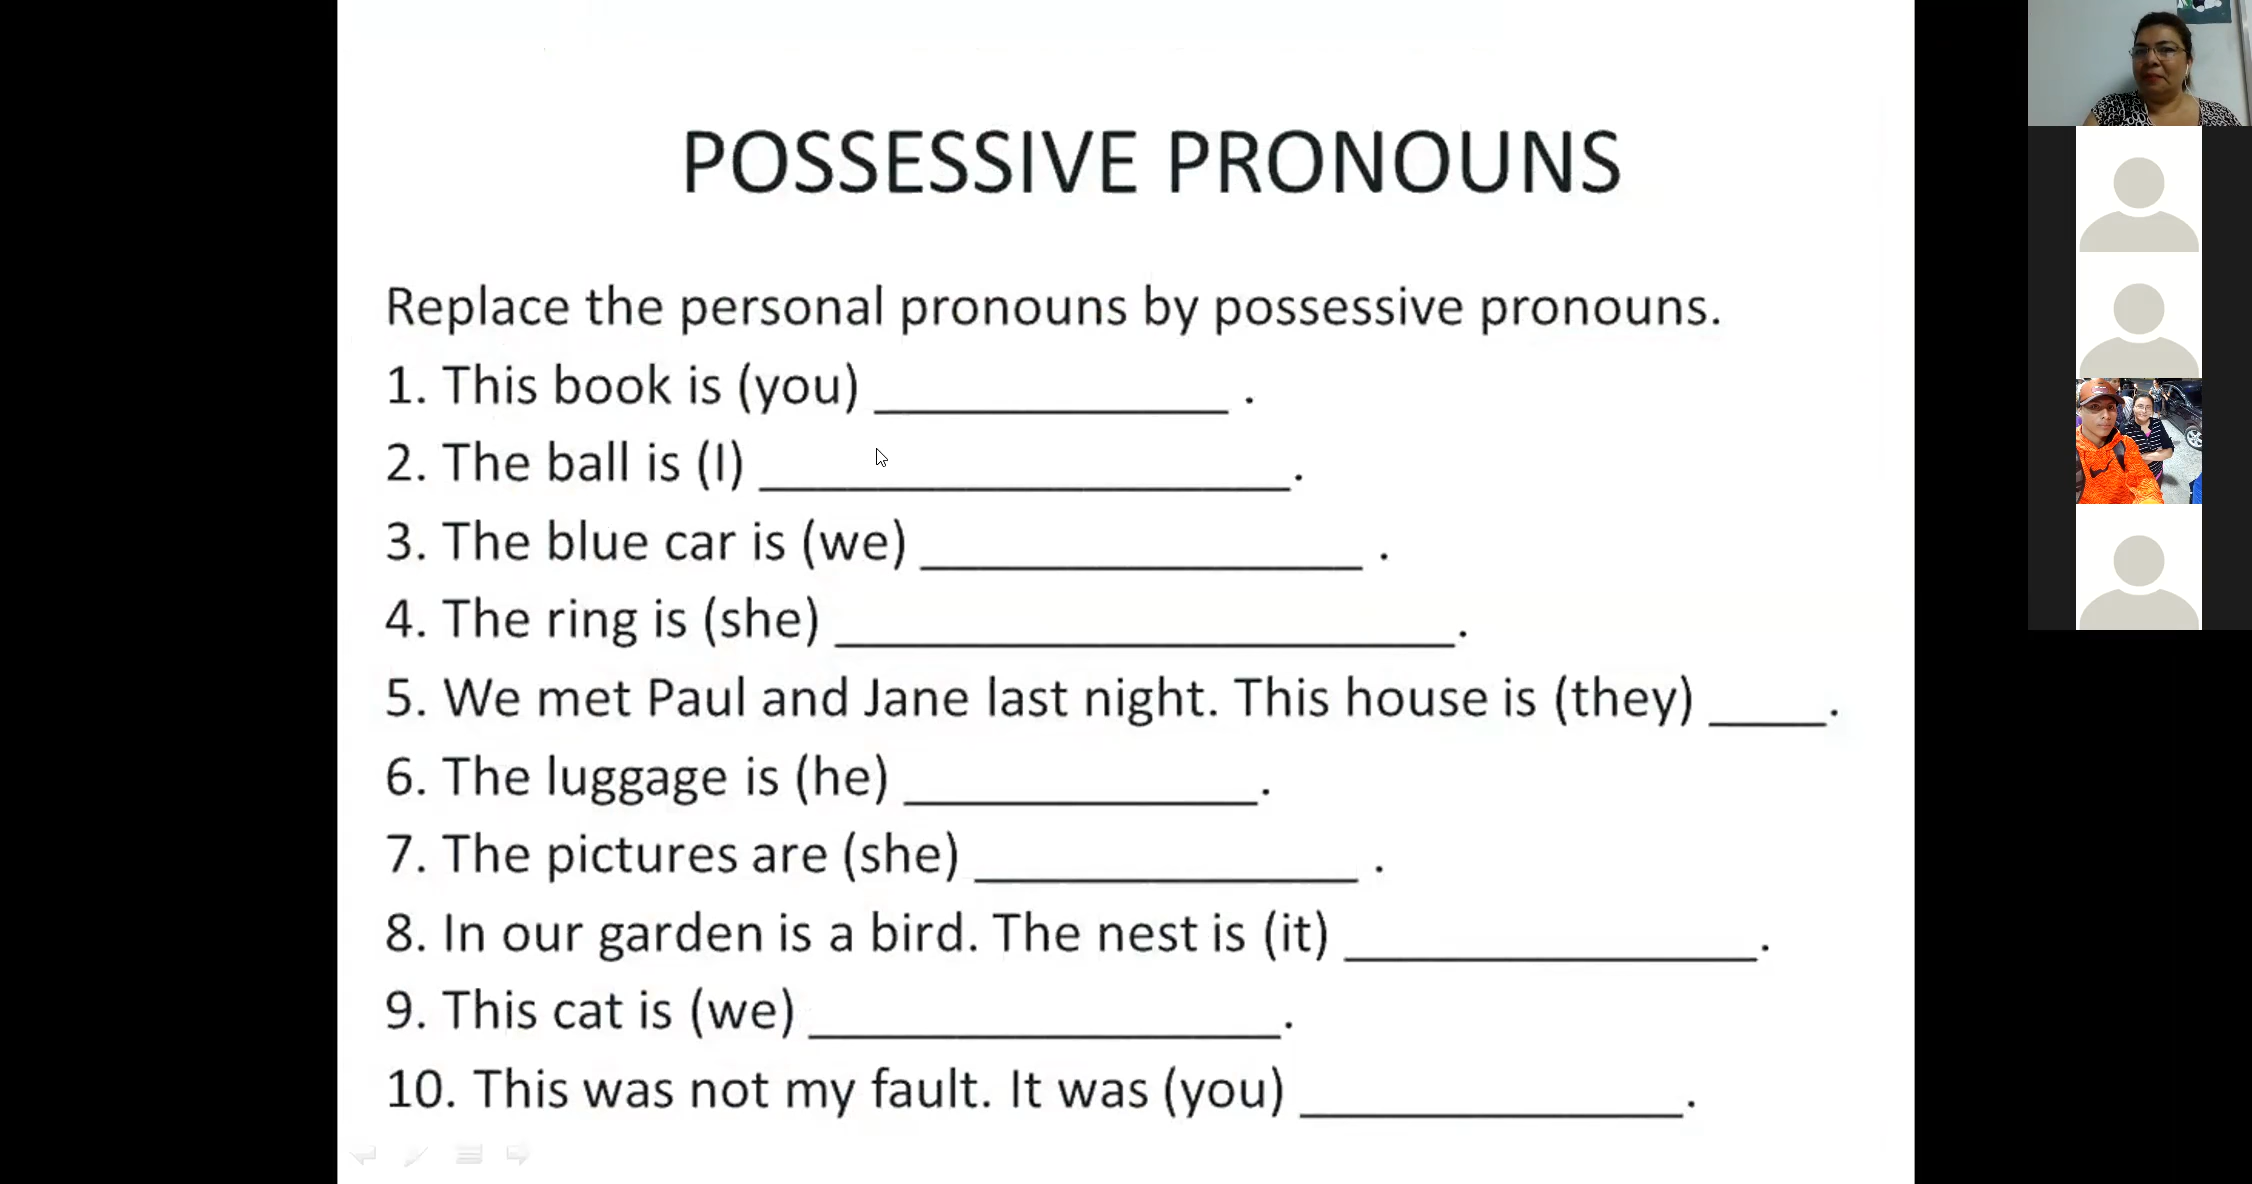 POSSESSIVE PRONOUNS
Replace the personal pronouns by possessive pronouns.
1. This book is (you) ____________ .
2. The ball is (I) __________________.
3. The blue car is (we) _______________ .
4. The ring is (she) _____________________.
5. We met Paul and Jane last night. This house is (they) ____.
6. The luggage is (he) ____________.
7. The pictures are (she) _____________ .
8. In our garden is a bird. The nest is (it) ______________.
9. This cat is (we) ________________.
10. This was not my fault. It was (you) _____________.